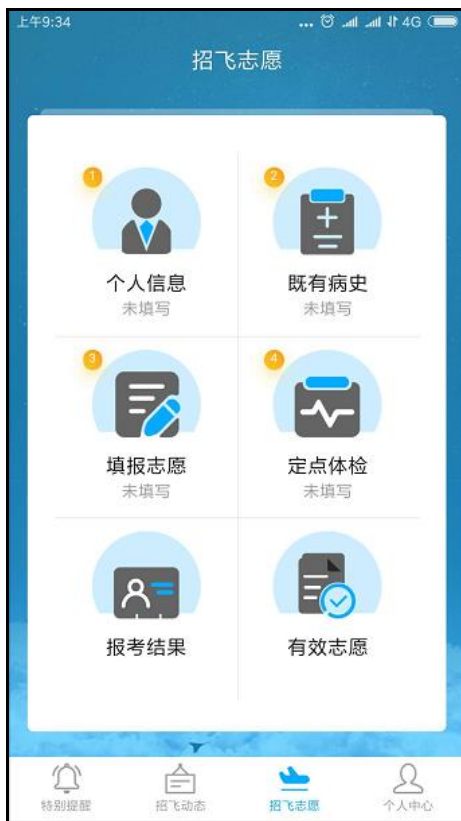 上午9:34 ... 4G
招飞志愿
1 2
个人信息 既有病史
未填写 未填写
3 4
填报志愿 定点体检
未填写 未填写
报考结果 有效志愿
特别提醒 招飞动态 招飞志愿 个人中心